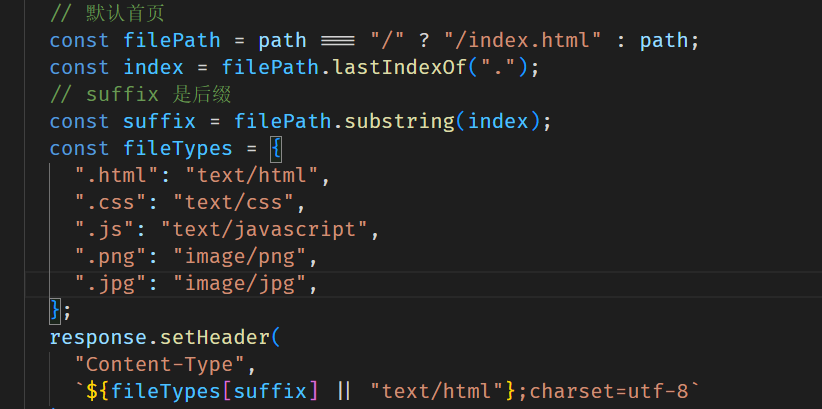 // 默认首页
const filePath = path === "/" ? "/index.html" : path;
const index = filePath.lastIndexOf(".");
// suffix 是后缀
const suffix = filePath.substring(index);
const fileTypes = {
".html": "text/html",
".css": "text/css",
".js": "text/javascript",
".png": "image/png",
".jpg": "image/jpg",
};
response.setHeader(
"Content-Type",
`${fileTypes[suffix] || "text/html"};charset=utf-8`